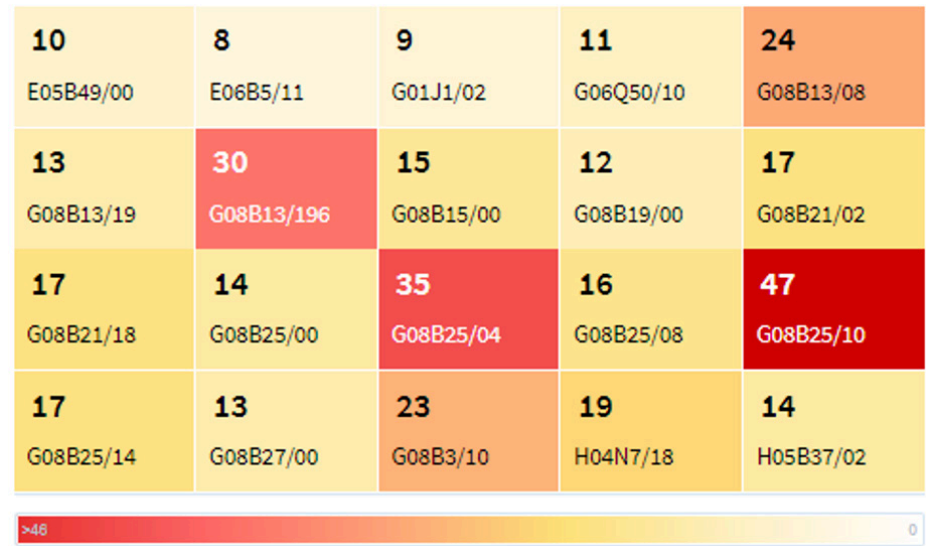 10 8 9 11 24
E05B49/00 E06B5/11 G01J1/02 G06Q50/10 G08B13/08
13 30 15 12 17
G08B13/19 G08B13/196 G08B15/00 G08B19/00 G08B21/02
17 14 35 16 47
G08B21/18 G08B25/00 G08B25/04 G08B25/08 G08B25/10
17 13 23 19 14
G08B25/14 G08B27/00 G08B3/10 H04N7/18 H05B37/02
>46 0